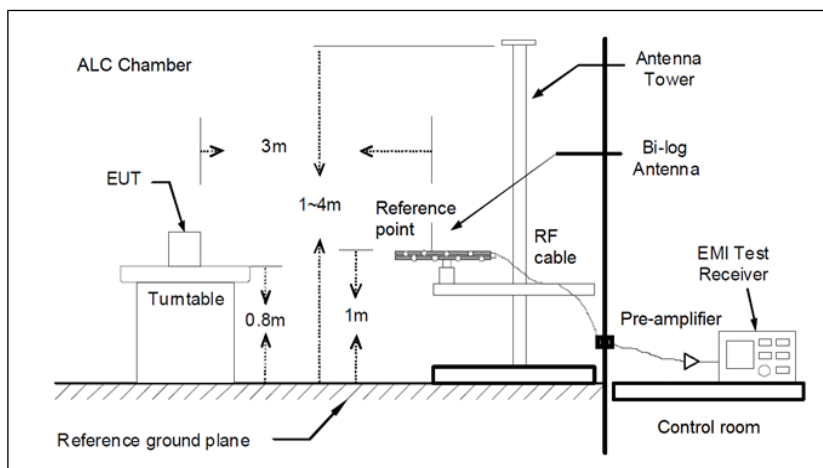 ALC Chamber
Antenna
Tower
3m
Bi-log
Antenna
EUT
1~4m
Reference
point
RF
cable
EMI Test
Receiver
Turntable
0.8m
1m
Pre-amplifier
Reference ground plane
Control room